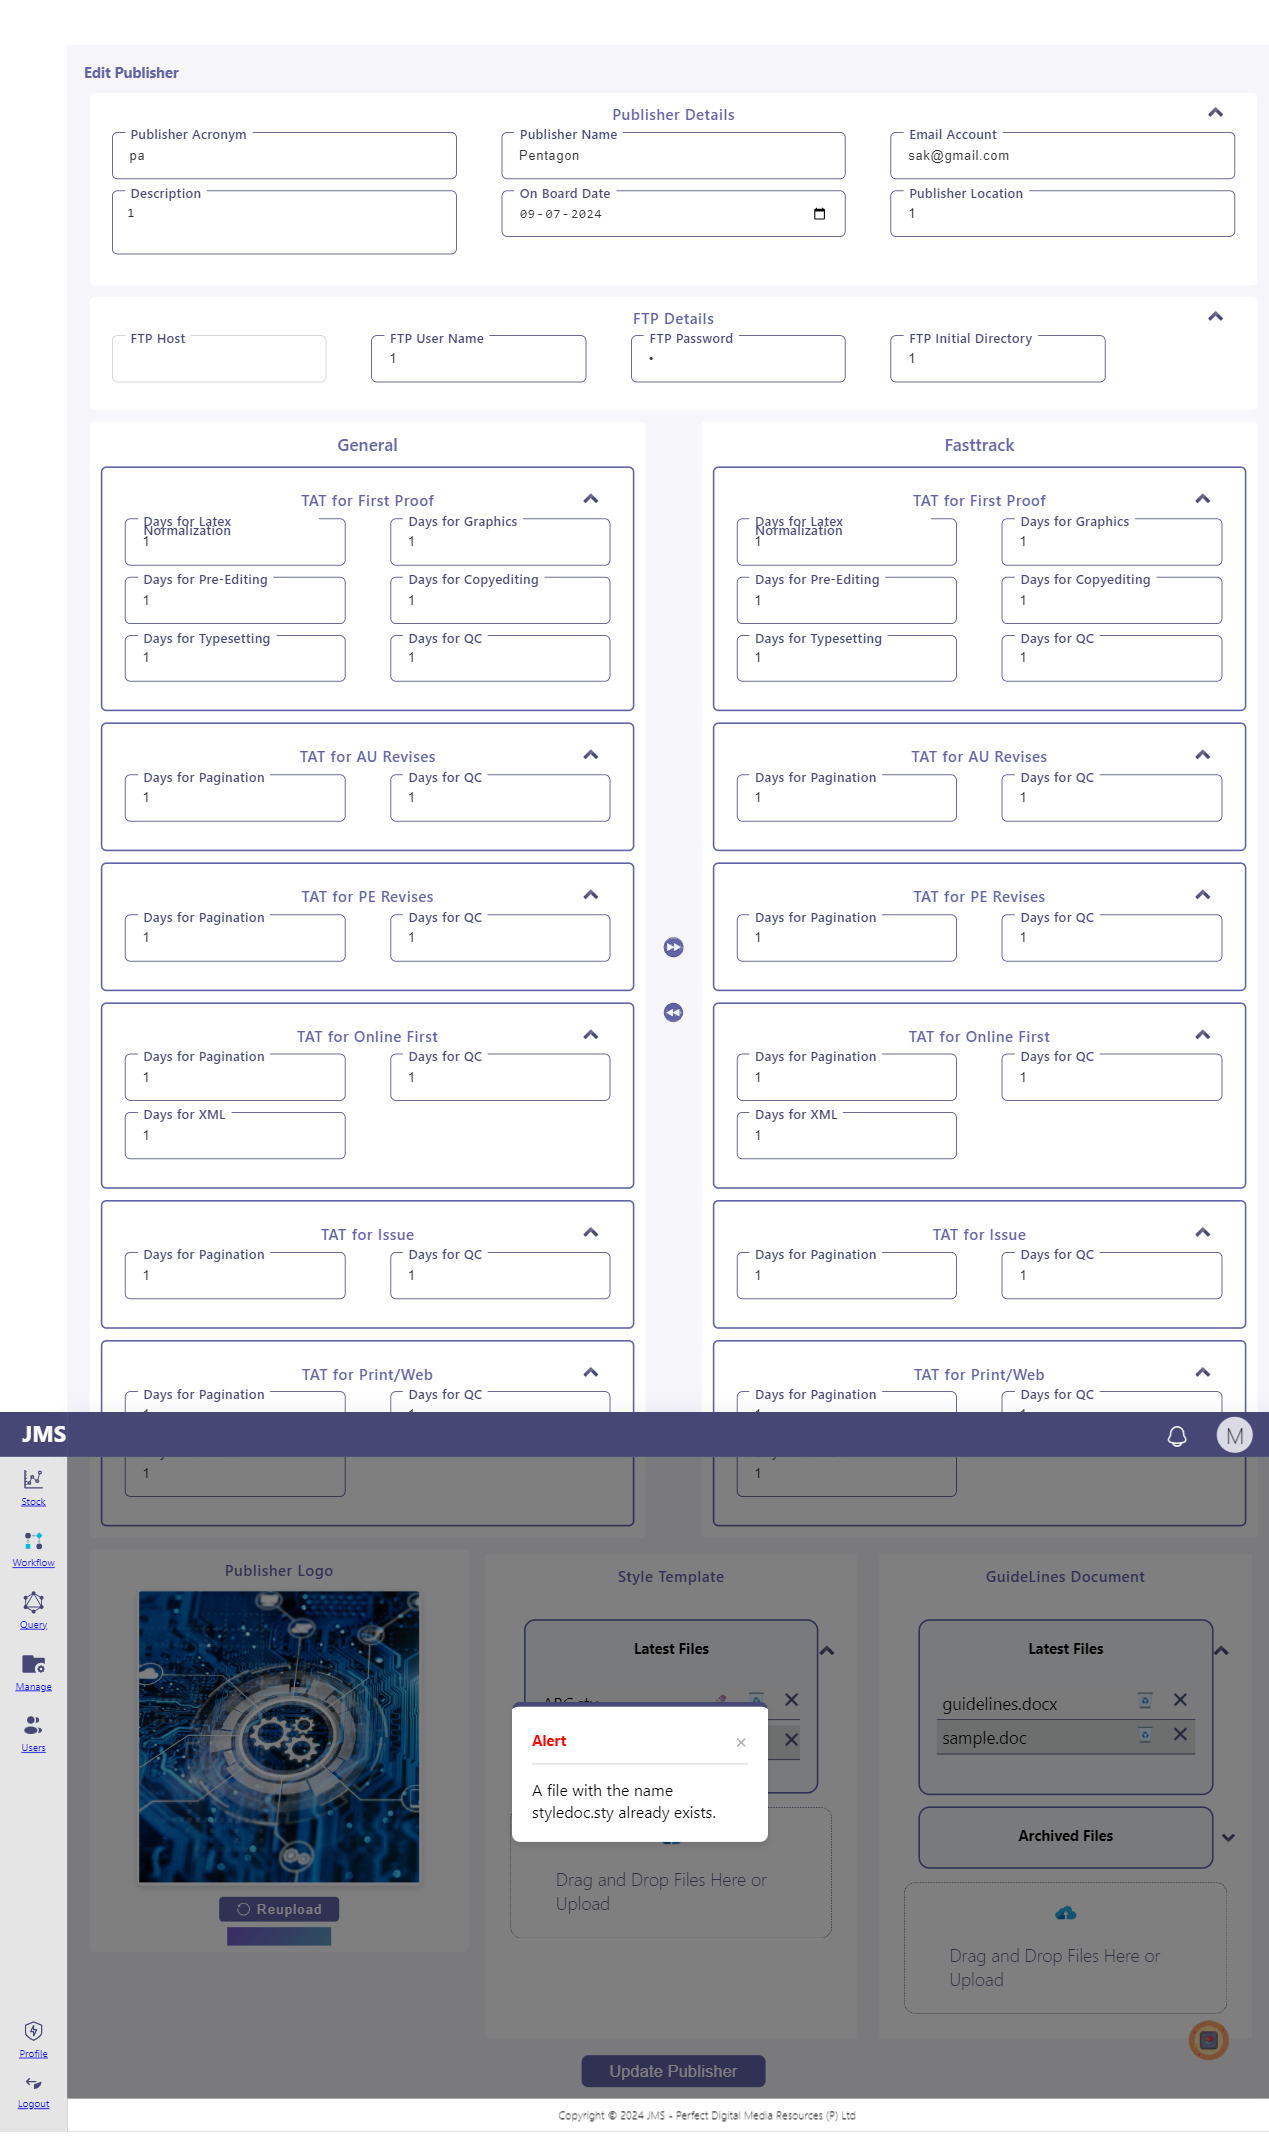 Edit Publisher
Publisher Details
Publisher Acronym
pa
Publisher Name
Pentagon
Email Account
sak@gmail.com
Description
1
On Board Date
09-07-2024
Publisher Location
1
FTP Details
FTP Host
FTP User Name
1
FTP Password
•
FTP Initial Directory
1
General
TAT for First Proof
Days for Latex
Normalization
1
Days for Graphics
1
Days for Pre-Editing
1
Days for Copyediting
1
Days for Typesetting
1
Days for QC
1
TAT for AU Revises
Days for Pagination
1
Days for QC
1
TAT for PE Revises
Days for Pagination
1
Days for QC
1
TAT for Online First
Days for Pagination
1
Days for QC
1
Days for XML
1
TAT for Issue
Days for Pagination
1
Days for QC
1
TAT for Print/Web
Days for Pagination
Days for QC
1
Fasttrack
TAT for First Proof
Days for Latex
Normalization
1
Days for Graphics
1
Days for Pre-Editing
1
Days for Copyediting
1
Days for Typesetting
1
Days for QC
1
TAT for AU Revises
Days for Pagination
1
Days for QC
1
TAT for PE Revises
Days for Pagination
1
Days for QC
1
TAT for Online First
Days for Pagination
1
Days for QC
1
Days for XML
1
TAT for Issue
Days for Pagination
1
Days for QC
1
TAT for Print/Web
Days for Pagination
Days for QC
1
JMS
M
Stock
Workflow
Query
Manage
Users
Profile
Logout
Publisher Logo
Reupload
Style Template
Latest Files
Alert
×
A file with the name
styledoc.sty already exists.
Drag and Drop Files Here or
Upload
GuideLines Document
Latest Files
guidelines.docx
sample.doc
Archived Files
Drag and Drop Files Here or
Upload
Update Publisher
Copyright © 2024 JMS - Perfect Digital Media Resources (P) Ltd